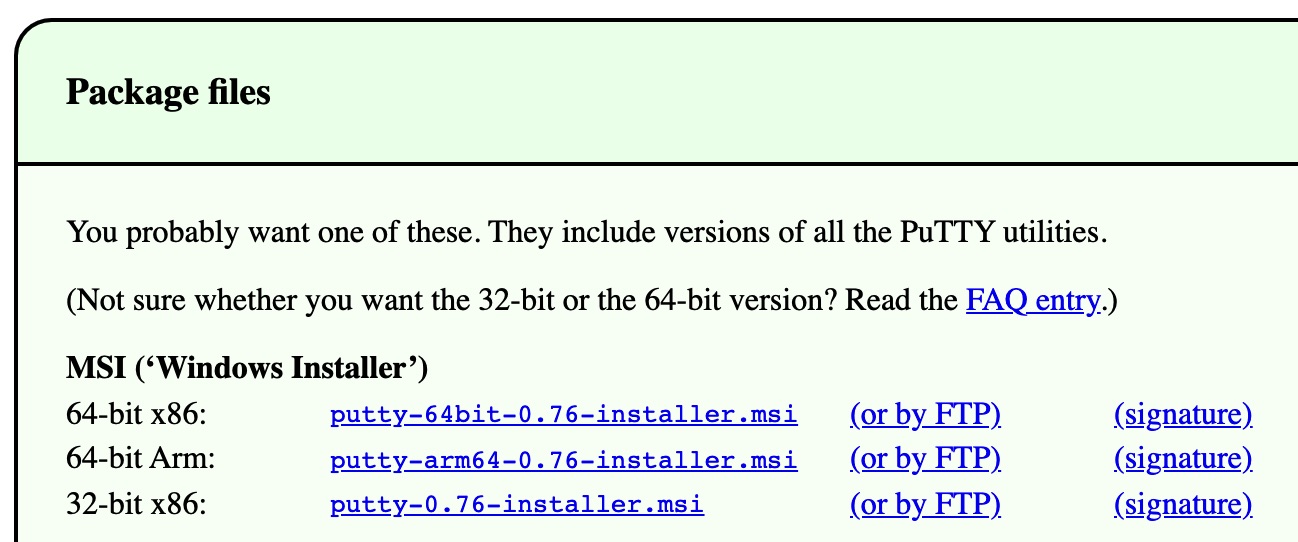 Package files
You probably want one of these. They include versions of all the PuTTY utilities.
(Not sure whether you want the 32-bit or the 64-bit version? Read the FAQ entry.)
MSI (‘Windows Installer’)
64-bit x86: putty-64bit-0.76-installer.msi (or by FTP) (signature)
64-bit Arm: putty-arm64-0.76-installer.msi (or by FTP) (signature)
32-bit x86: putty-0.76-installer.msi (or by FTP) (signature)